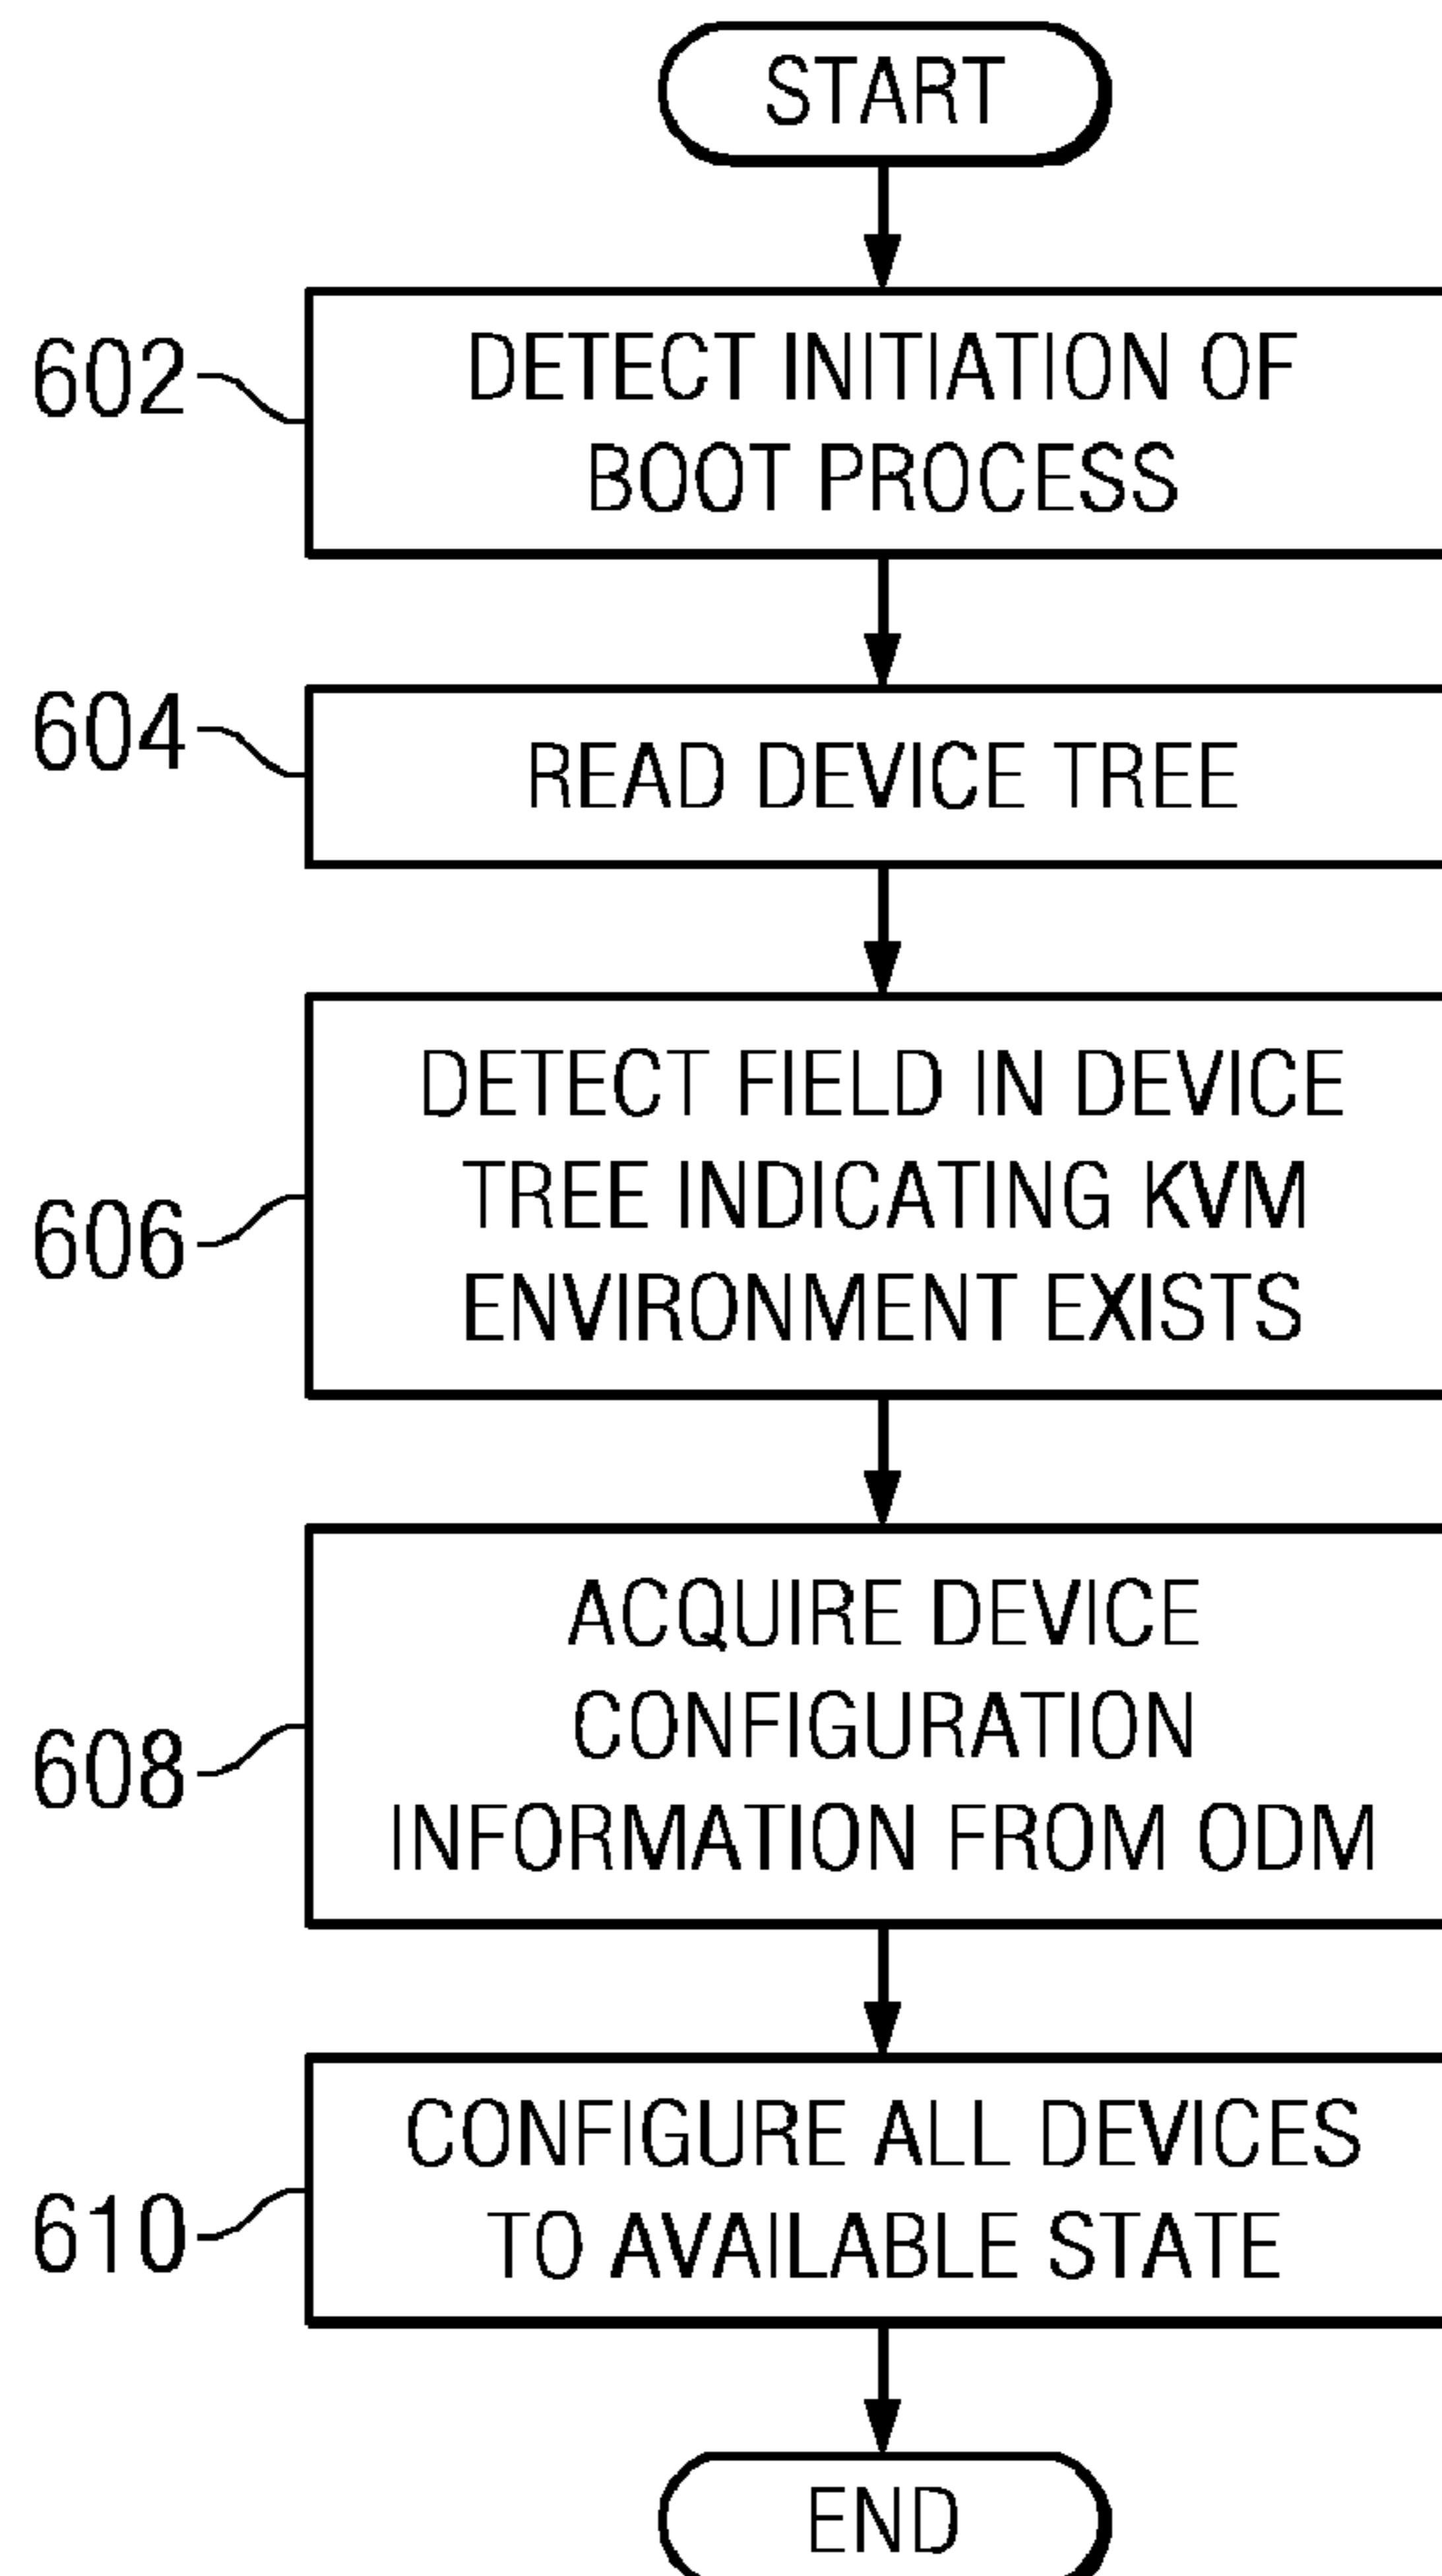 START
602
DETECT INITIATION OF
BOOT PROCESS
604
READ DEVICE TREE
606
DETECT FIELD IN DEVICE
TREE INDICATING KVM
ENVIRONMENT EXISTS
608
ACQUIRE DEVICE
CONFIGURATION
INFORMATION FROM ODM
610
CONFIGURE ALL DEVICES
TO AVAILABLE STATE
END